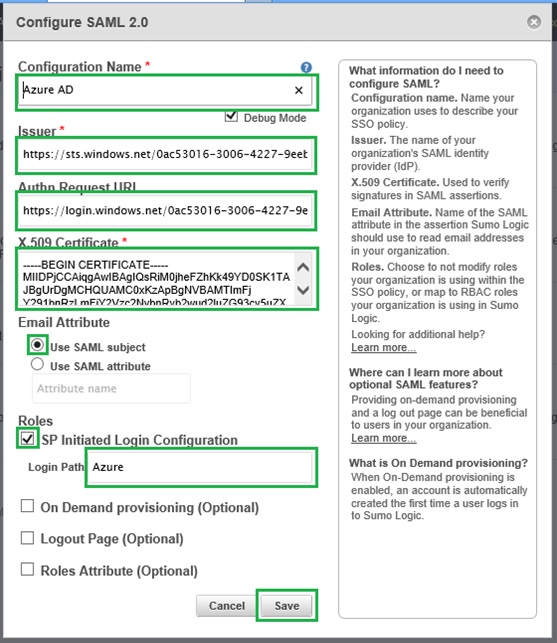 Configure SAML 2.0
Configuration Name *
Azure AD
Debug Mode
Issuer *
https://sts.windows.net/0ac53016-3006-4227-9eeb
Authn Request URL
https://login.windows.net/0ac53016-3006-4227-9e
X.509 Certificate *
-----BEGIN CERTIFICATE-----
MIIDPjCCAiqgAwIBAgIQsRiM0jheFZhKk49YD0SK1TA
JBgUrDgMCHQUAMC0xKzApBgNVBAMTImFj
Email Attribute
Use SAML subject
Use SAML attribute
Attribute name
Roles
SP Initiated Login Configuration
Login Path
Azure
On Demand provisioning (Optional)
Logout Page (Optional)
Roles Attribute (Optional)
Cancel
Save
What information do I need to
configure SAML?
Configuration name. Name your
organization uses to describe your
SSO policy.
Issuer. The name of your
organization's SAML identity
provider (IdP).
X.509 Certificate. Used to verify
signatures in SAML assertions.
Email Attribute. Name of the SAML
attribute in the assertion Sumo Logic
should use to read email addresses
in your organization.
Roles. Choose to not modify roles
your organization is using within the
SSO policy, or map to RBAC roles
your organization is using in Sumo
Logic.
Looking for additional help?
Learn more...
Where can I learn more about
optional SAML features?
Providing on-demand provisioning
and a log out page can be beneficial
to users in your organization.
Learn more...
What is On Demand provisioning?
When On-Demand provisioning is
enabled, an account is automatically
created the first time a user logs in
to Sumo Logic.